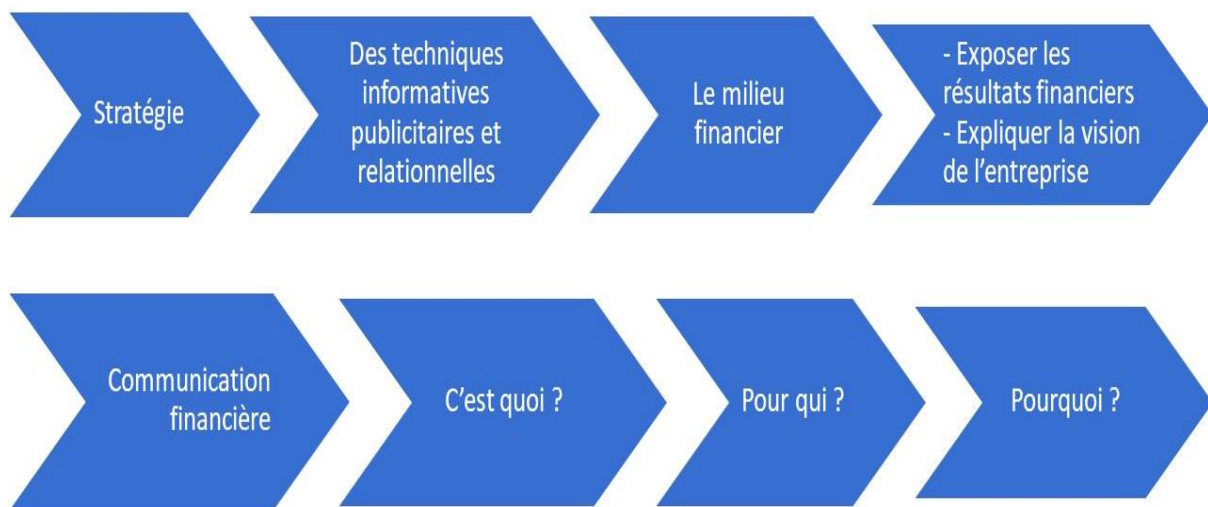 Stratégie
Des techniques
informatives
publicitaires et
relationnelles
Le milieu
financier
- Exposer les
résultats financiers
- Expliquer la vision
de l’entreprise
Communication
financière
C’est quoi ?
Pour qui ?
Pourquoi ?